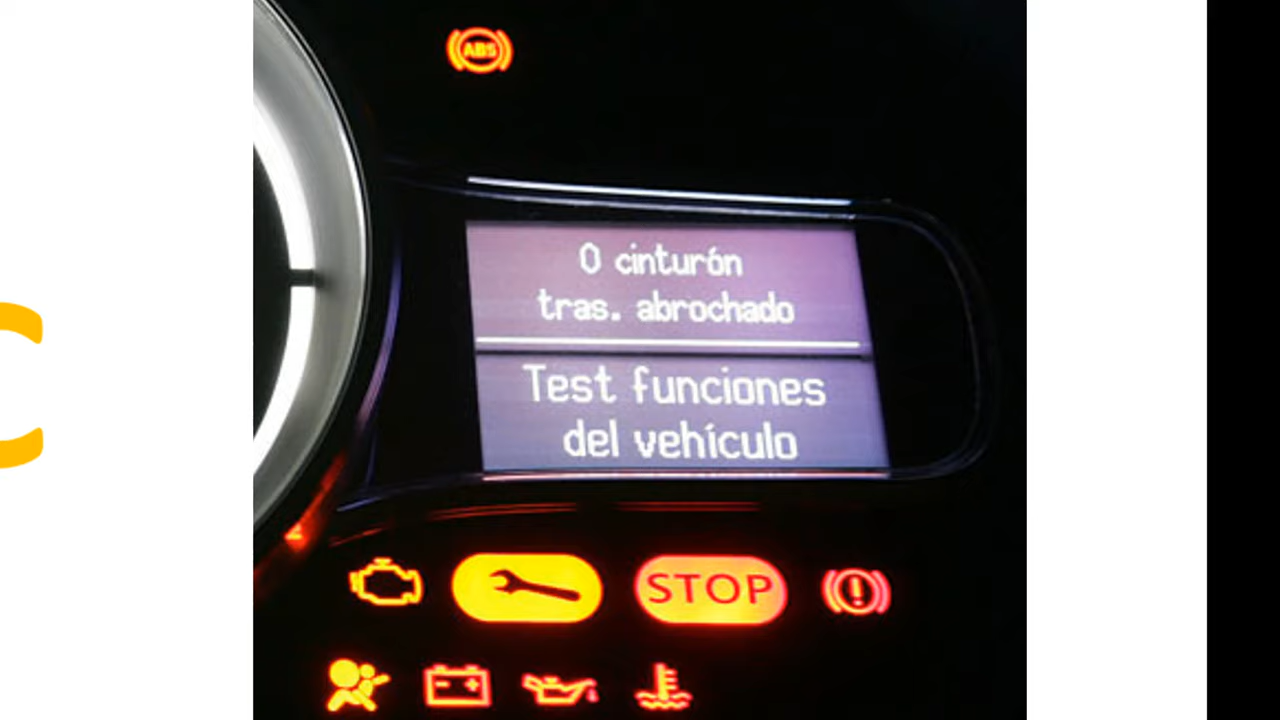 ABS
0 cinturón
tras. abrochado
Test funciones
del vehículo
STOP